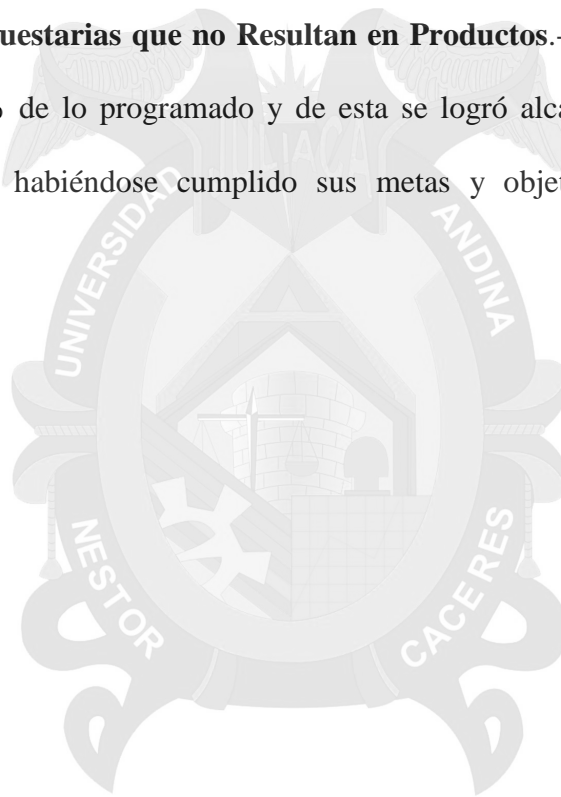 uestarias que no Resultan en Productos.-
de lo programado y de esta se logró alca
habiéndose cumplido sus metas y objet
JULIACA
UNIVERSIDAD
ANDINA
NESTOR
CACERES